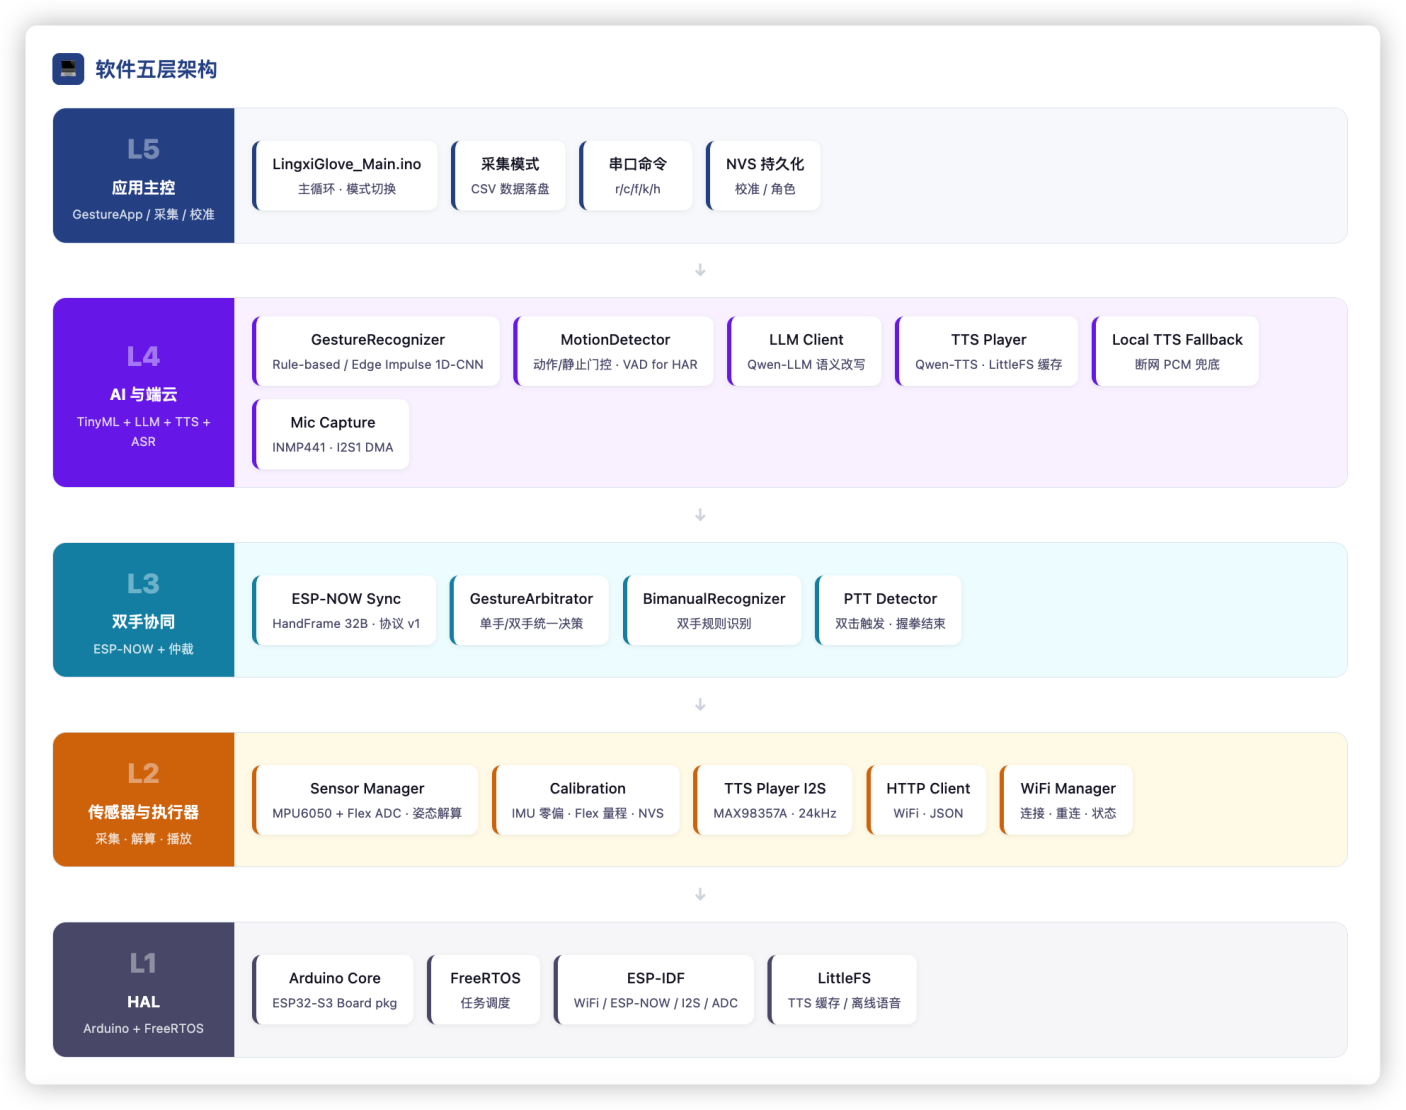 软件五层架构
L5
应用主控
GestureApp / 采集 / 校准
LingxiGlove_Main.ino
主循环 · 模式切换
采集模式
CSV 数据落盘
串口命令
r/c/f/k/h
NVS 持久化
校准 / 角色
L4
AI 与端云
TinyML + LLM + TTS +
ASR
GestureRecognizer
Rule-based / Edge Impulse 1D-CNN
MotionDetector
动作/静止门控 · VAD for HAR
LLM Client
Qwen-LLM 语义改写
TTS Player
Qwen-TTS · LittleFS 缓存
Local TTS Fallback
断网 PCM 兜底
Mic Capture
INMP441 · I2S1 DMA
L3
双手协同
ESP-NOW + 仲裁
ESP-NOW Sync
HandFrame 32B · 协议 v1
GestureArbitrator
单手/双手统一决策
BimanualRecognizer
双手规则识别
PTT Detector
双击触发 · 握拳结束
L2
传感器与执行器
采集 · 解算 · 播放
Sensor Manager
MPU6050 + Flex ADC · 姿态解算
Calibration
IMU 零偏 · Flex 量程 · NVS
TTS Player I2S
MAX98357A · 24kHz
HTTP Client
WiFi · JSON
WiFi Manager
连接 · 重连 · 状态
L1
HAL
Arduino + FreeRTOS
Arduino Core
ESP32-S3 Board pkg
FreeRTOS
任务调度
ESP-IDF
WiFi / ESP-NOW / I2S / ADC
LittleFS
TTS 缓存 / 离线语音